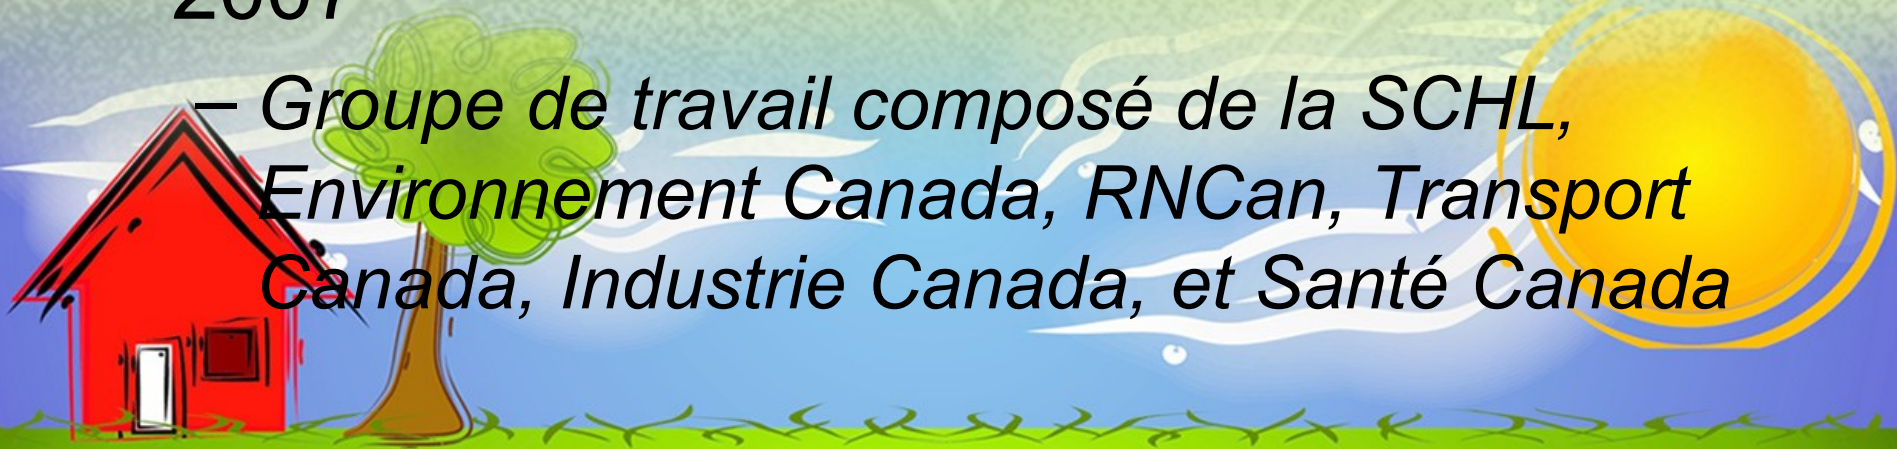 – Groupe de travail composé de la SCHL,
Environnement Canada, RNCan, Transport
Canada, Industrie Canada, et Santé Canada